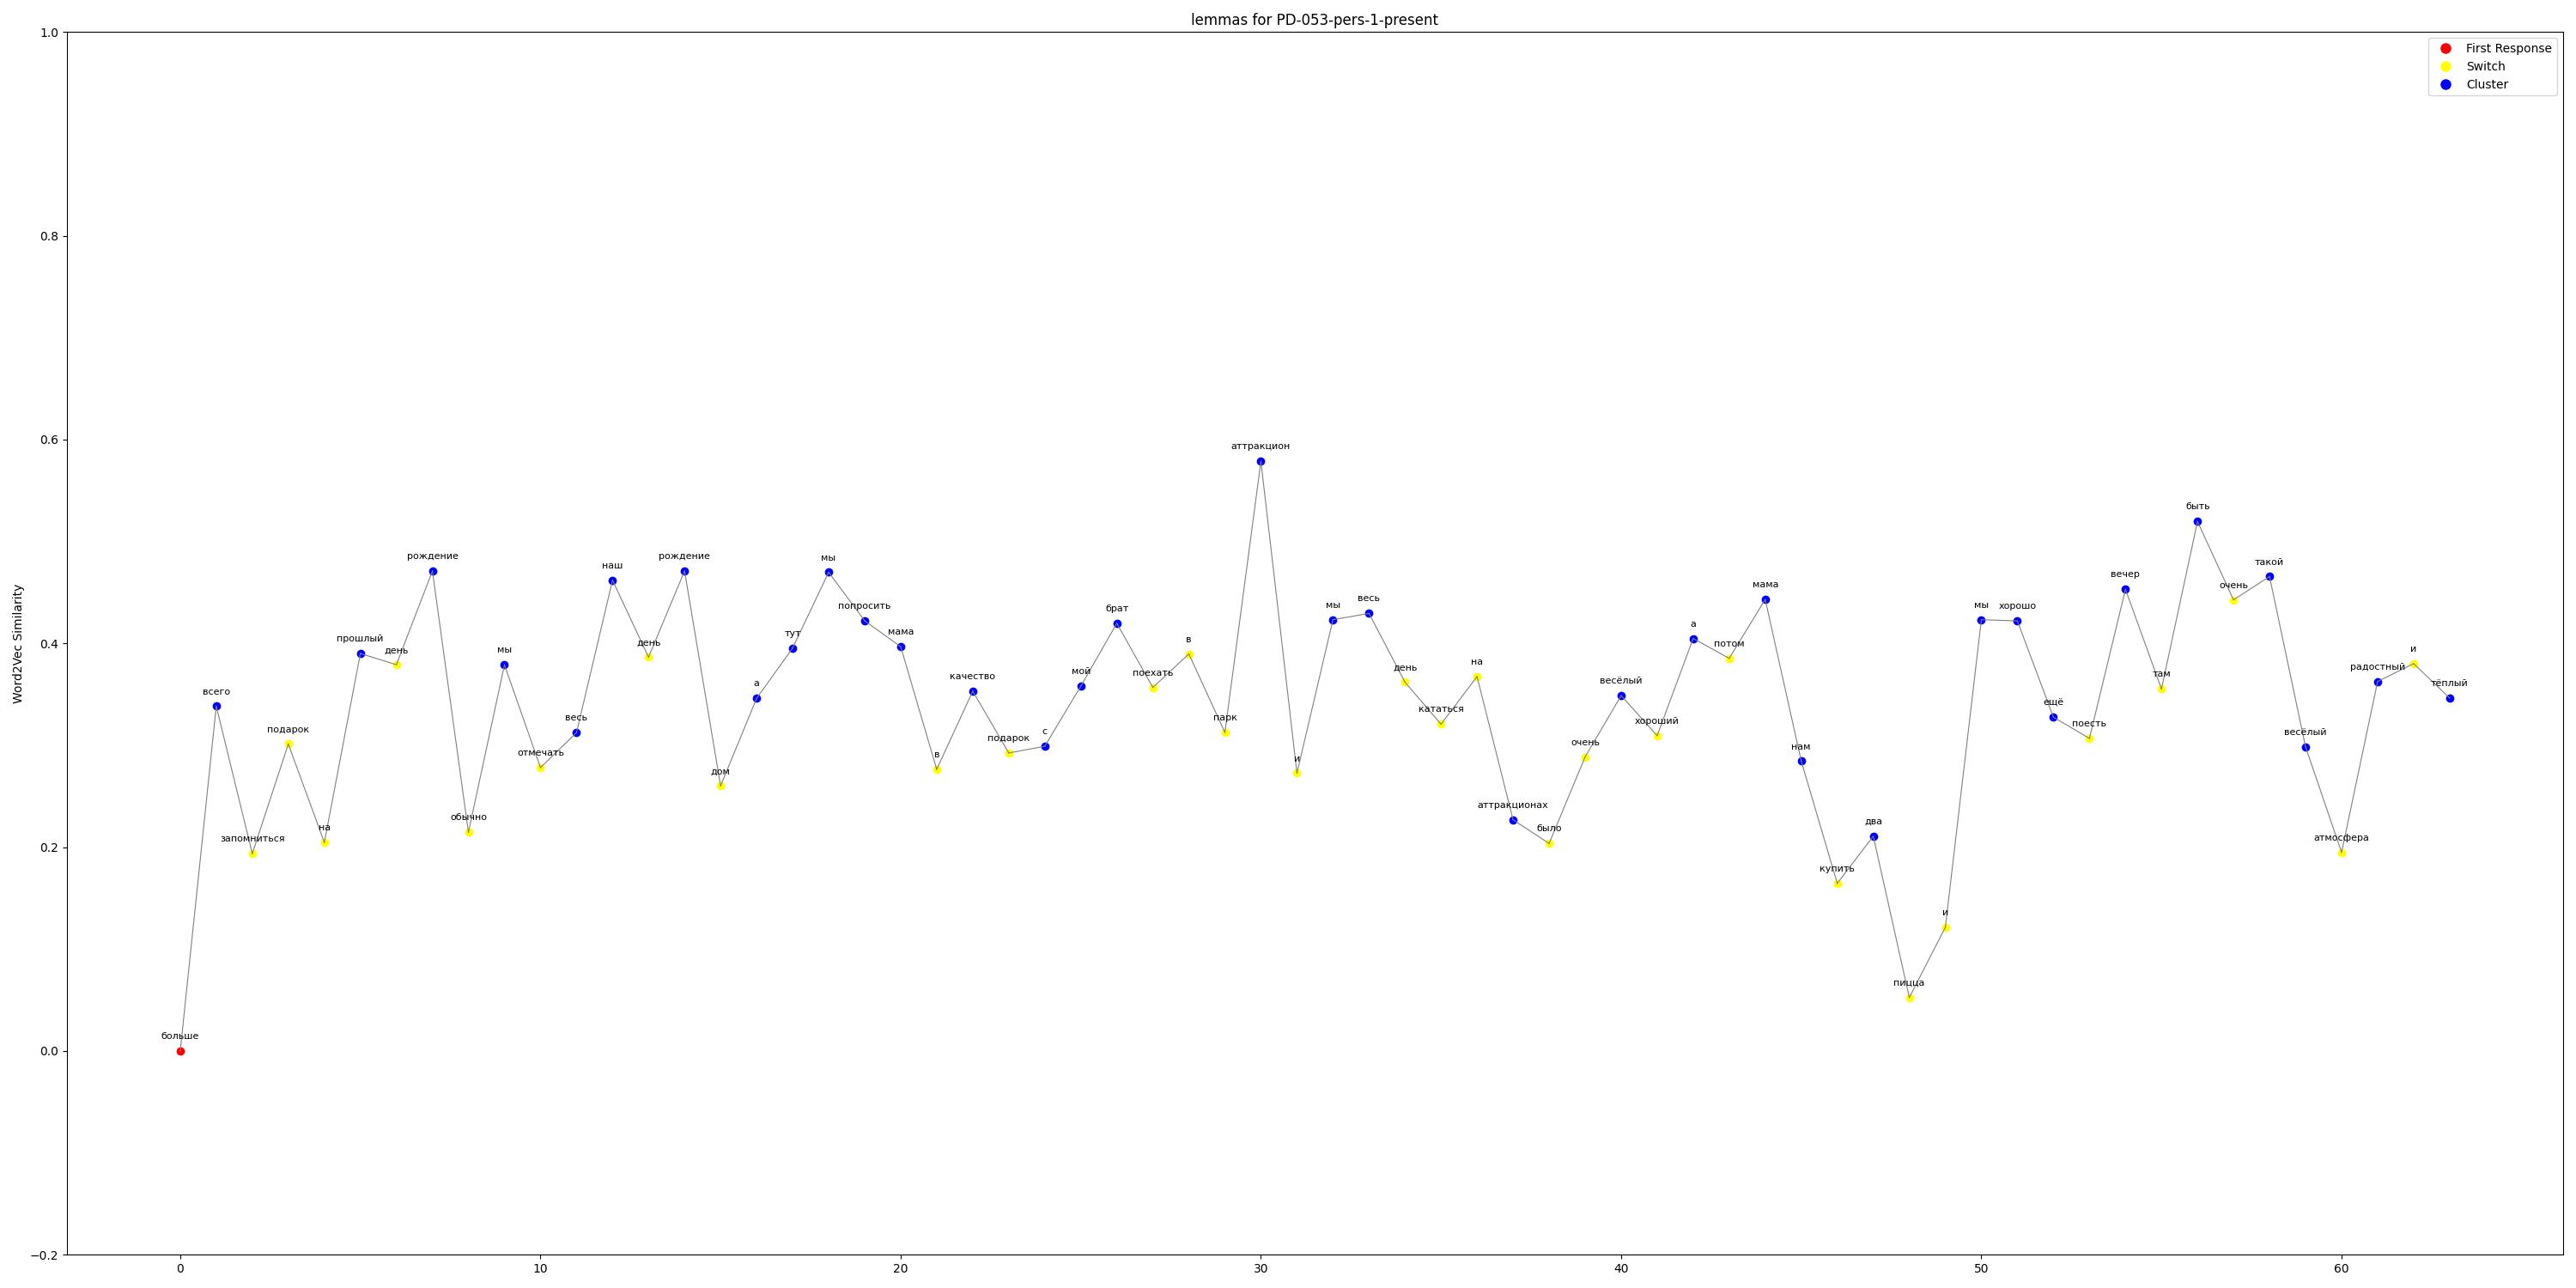 lemmas for PD-053-pers-1-present
First Response
Switch
Cluster
Word2Vec Similarity
1.0
0.8
0.6
0.4
0.2
0.0
−0.2
больше
всего
запомниться
подарок
на
прошлый
день
рождение
обычно
мы
отмечать
весь
наш
день
рождение
дом
а
тут
мы
попросить
мама
в
качество
подарок
с
мой
брат
поехать
в
парк
аттракцион
и
мы
весь
день
кататься
на
аттракционах
было
очень
весёлый
хороший
а
потом
мама
нам
купить
два
пицца
и
мы
хорошо
ещё
поесть
вечер
там
быть
очень
такой
весёлый
атмосфера
радостный
и
тёплый
0 10 20 30 40 50 60